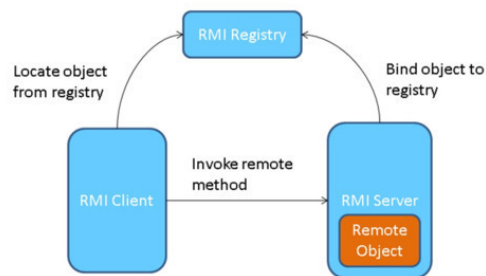 RMI Registry
Locate object
from registry
Bind object to
registry
Invoke remote
method
RMI Client
RMI Server
Remote
Object